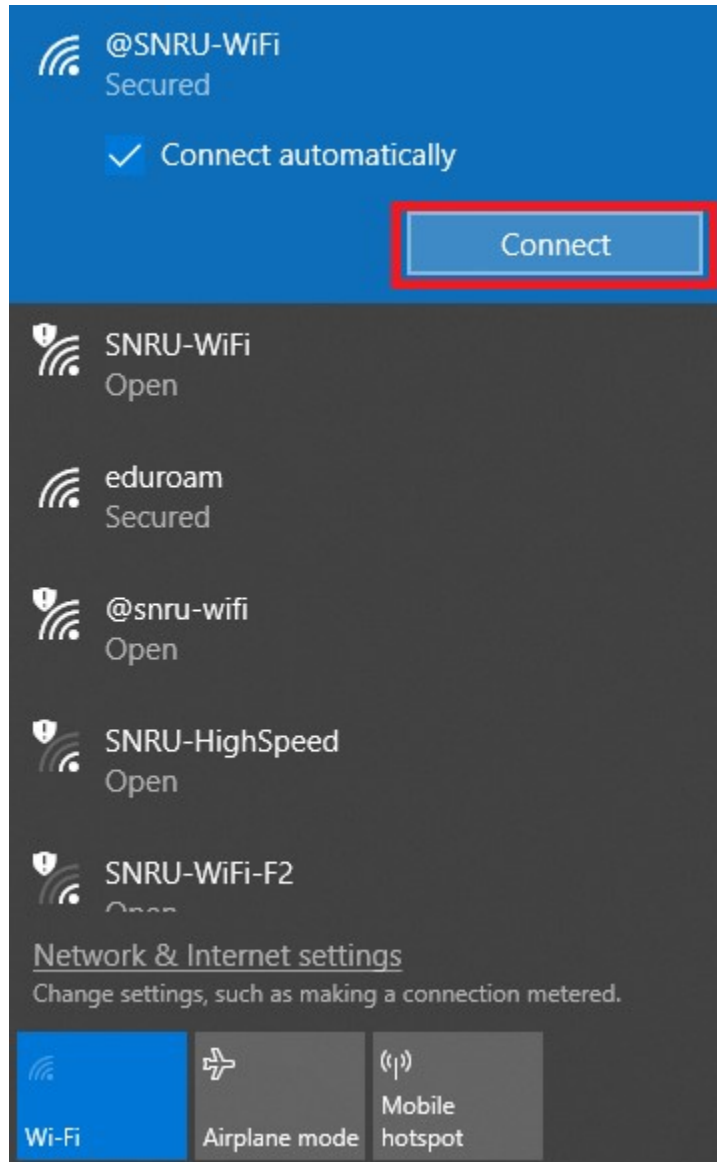 @SNRU-WiFi
Secured
Connect automatically
Connect
SNRU-WiFi
Open
eduroam
Secured
@snru-wifi
Open
SNRU-HighSpeed
Open
SNRU-WiFi-F2
Open
Network & Internet settings
Change settings, such as making a connection metered.
Wi-Fi
Airplane mode
Mobile
hotspot